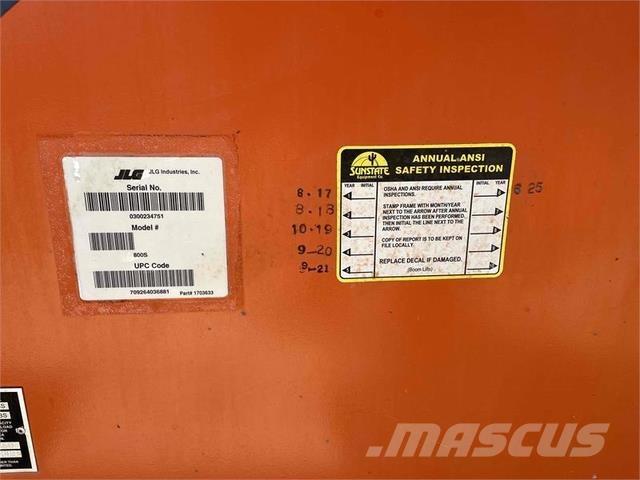 JLG JLG Industries, Inc.
Serial No.
0300234751
Model #
800S
UPC Code
709264036881 Part# 1703633
8-17
8-18
10-19
9-20
9-21
SUNSTATE
Equipment Co.
ANNUAL ANSI
SAFETY INSPECTION
YEAR INITIAL
OSHA AND ANSI REQUIRE ANNUAL
INSPECTIONS.
STAMP FRAME WITH MONTH/YEAR
NEXT TO THE ARROW AFTER ANNUAL
INSPECTION HAS BEEN PERFORMED,
THEN INITIAL THE LINE NEXT TO THE
ARROW.
COPY OF REPORT IS TO BE KEPT ON
FILE LOCALLY.
REPLACE DECAL IF DAMAGED.
(Boom Lifts)
INITIAL YEAR
6 25
MASCUS